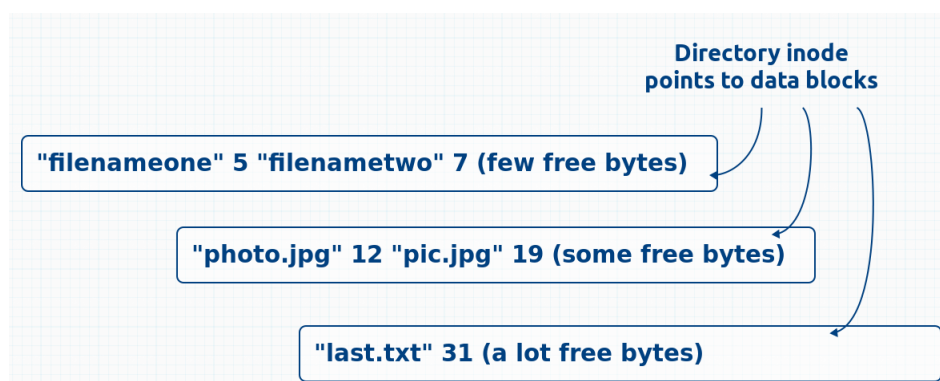 Directory inode
points to data blocks
"filenameone" 5 "filenametwo" 7 (few free bytes)
"photo.jpg" 12 "pic.jpg" 19 (some free bytes)
"last.txt" 31 (a lot free bytes)